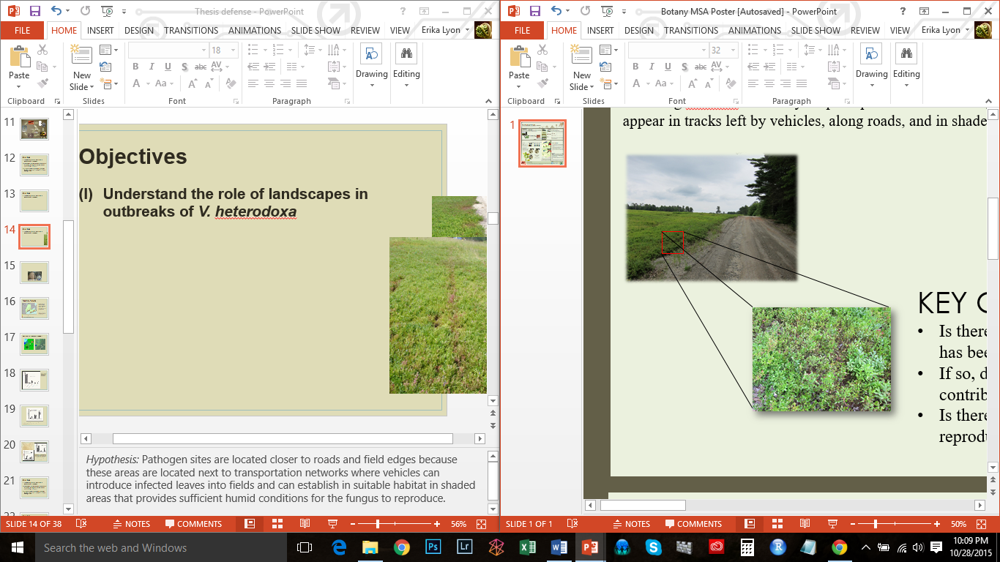 Thesis defense - PowerPoint
FILE HOME INSERT DESIGN TRANSITIONS ANIMATIONS SLIDE SHOW REVIEW VIEW Erika Lyon
18
Paste
New
Slide
B I U S abc AV
A Aa A A
Drawing
Editing
Clipboard Slides Font Paragraph
11
12
13
14
15
16
17
18
19
20
21
Objectives
(I) Understand the role of landscapes in
outbreaks of V. heterodoxa
Hypothesis: Pathogen sites are located closer to roads and field edges because
these areas are located next to transportation networks where vehicles can
introduce infected leaves into fields and can establish in suitable habitat in shaded
areas that provides sufficient humid conditions for the fungus to reproduce.
SLIDE 14 OF 38 NOTES COMMENTS 56%
Botany MSA Poster [Autosaved] - PowerPoint
FILE HOME INSERT DESIGN TRANSITIONS ANIMATIONS SLIDE SHOW REVIEW VIEW Erika Lyon
32
Paste
New
Slide
B I U S abc AV
A Aa A A
Drawing
Editing
Clipboard Slides Font Paragraph
1
appear in tracks left by vehicles, along roads, and in shade
KEY
• Is there
has bee
• If so, d
contrib
• Is there
reprodu
SLIDE 1 OF 1 NOTES COMMENTS 50%
Search the web and Windows
10:09 PM
10/28/2015